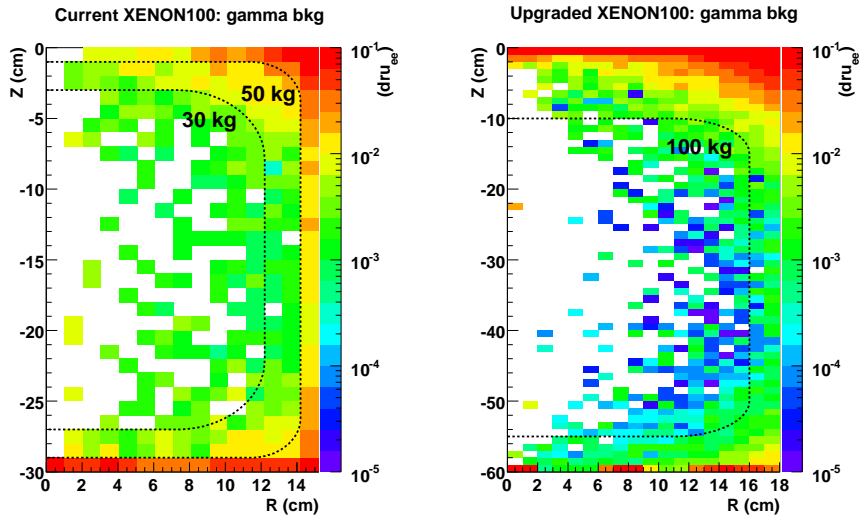 Current XENON100: gamma bkg
Z (cm)
0
-5
-10
-15
-20
-25
-30
50 kg
30 kg
0 2 4 6 8 10 12 14
R (cm)
(dru_ee)
10^-1
10^-2
10^-3
10^-4
10^-5
Upgraded XENON100: gamma bkg
Z (cm)
0
-10
-20
-30
-40
-50
-60
100 kg
0 2 4 6 8 10 12 14 16 18
R (cm)
(dru_ee)
10^-1
10^-2
10^-3
10^-4
10^-5